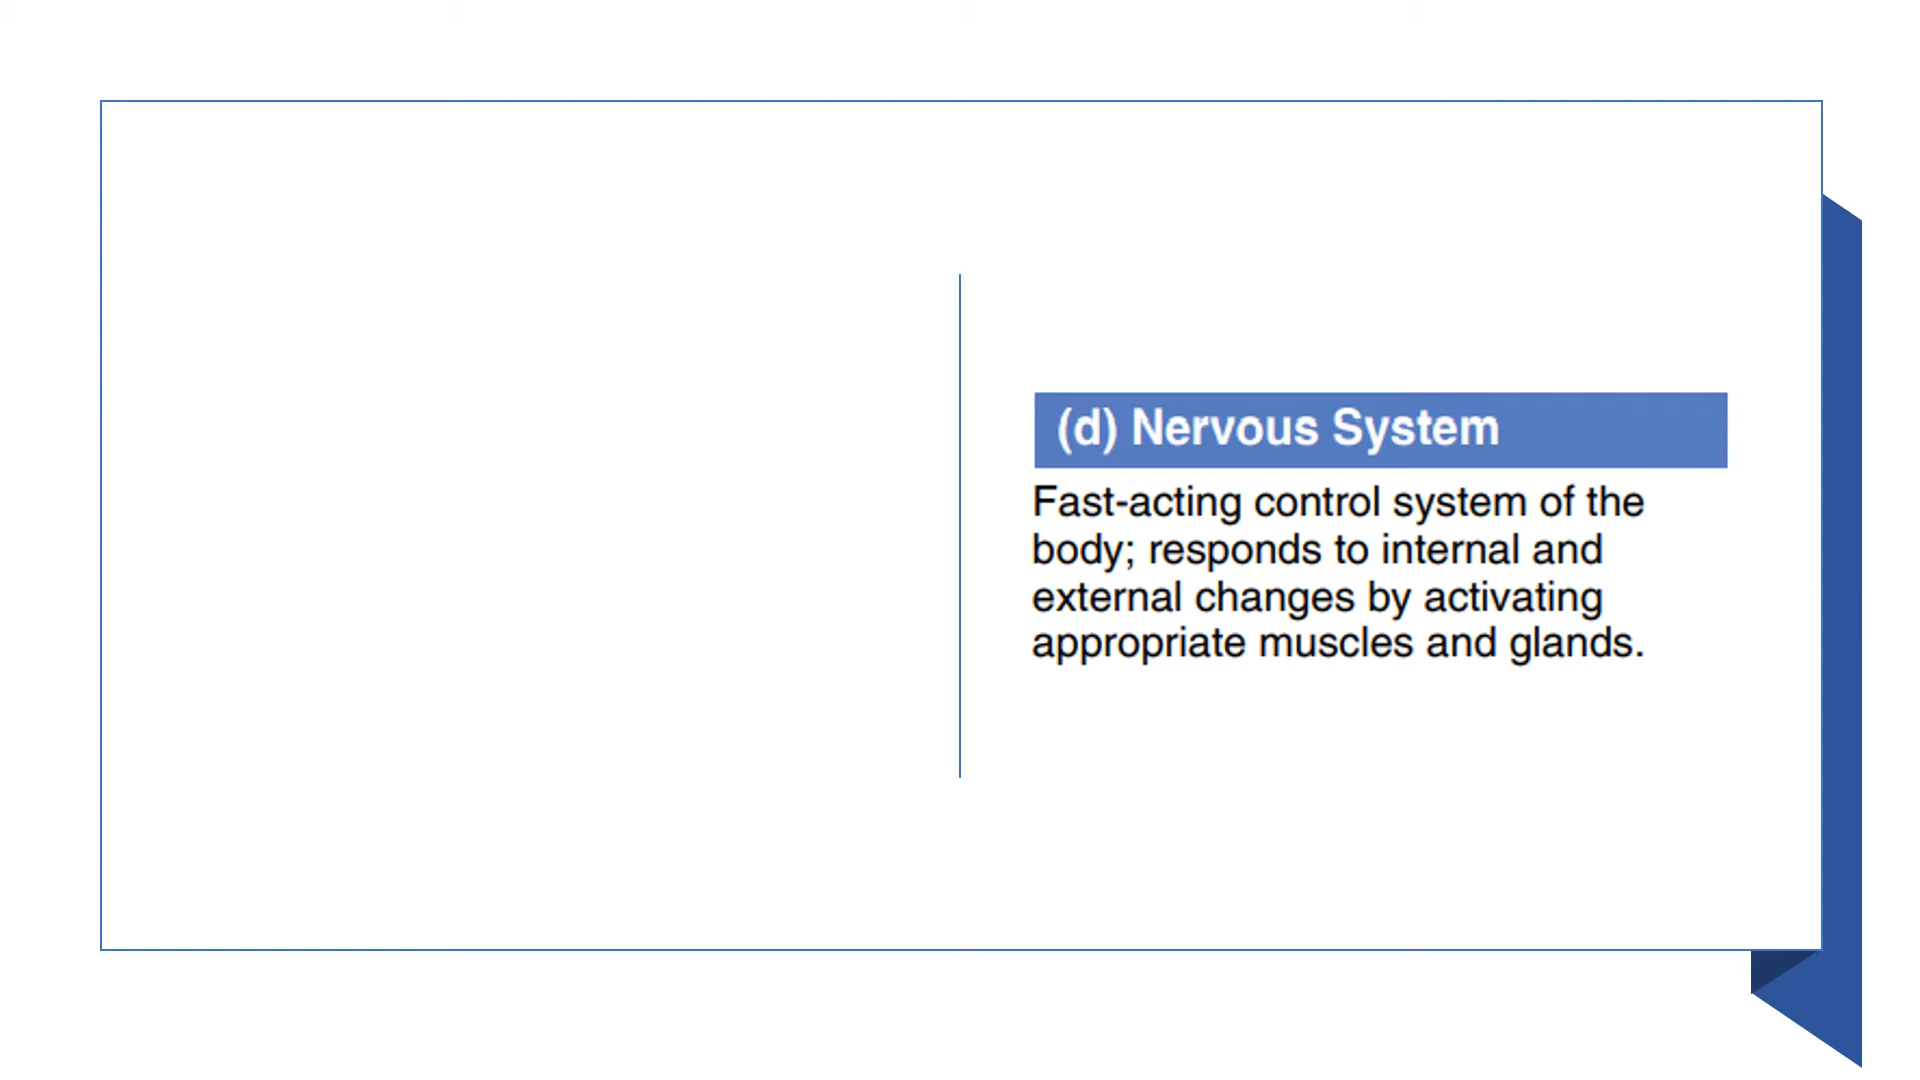 (d) Nervous System
Fast-acting control system of the
body; responds to internal and
external changes by activating
appropriate muscles and glands.